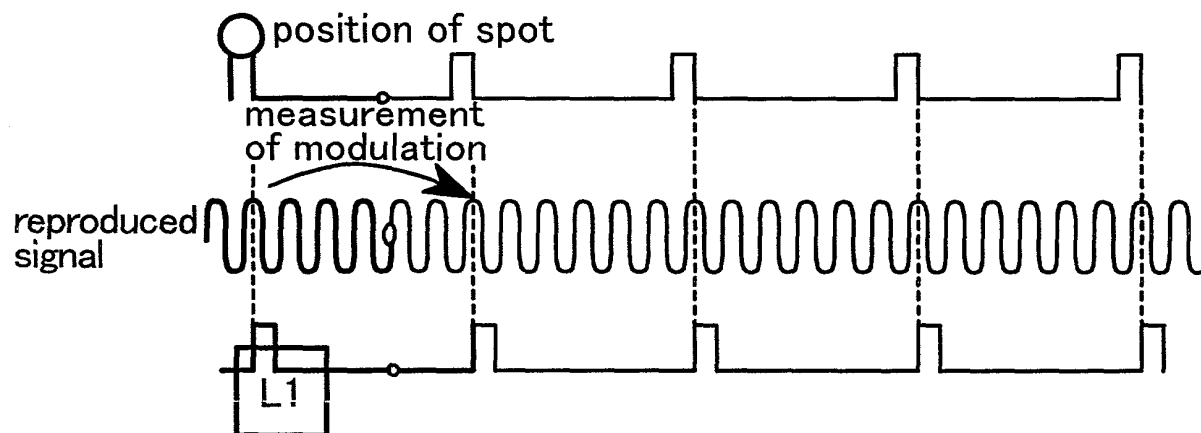 position of spot
measurement
of modulation
reproduced
signal
L1